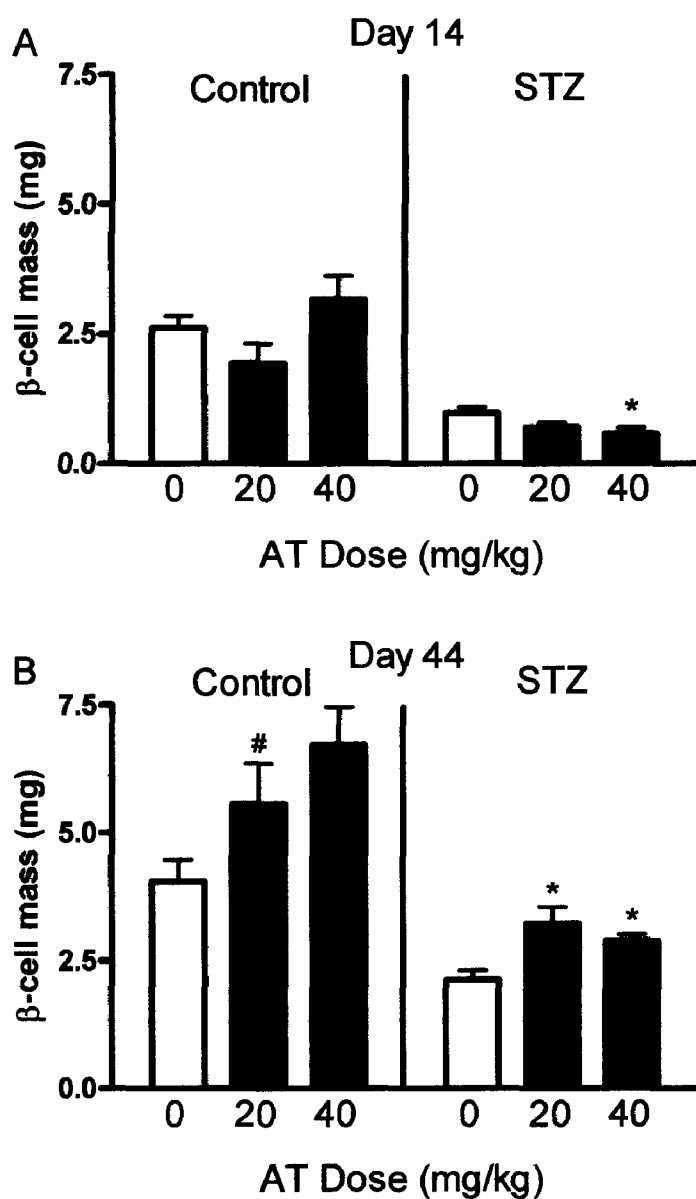 A
Day 14
Control STZ
β-cell mass (mg)
7.5
5.0
2.5
0.0
*
0 20 40 0 20 40
AT Dose (mg/kg)
B
Day 44
Control STZ
β-cell mass (mg)
7.5
5.0
2.5
0.0
# * *
0 20 40 0 20 40
AT Dose (mg/kg)